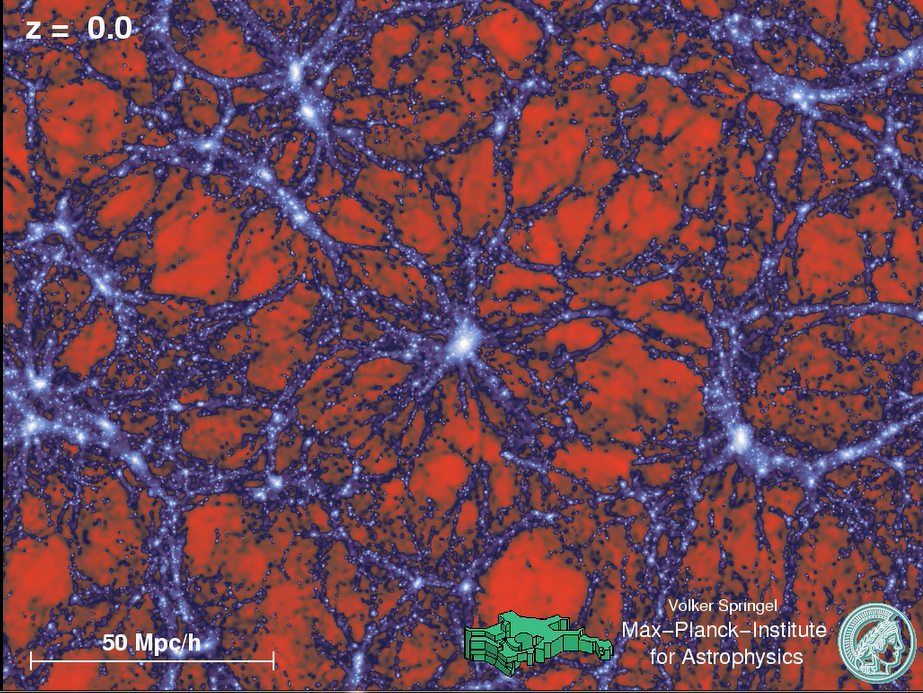 z = 0.0
50 Mpc/h
Volker Springel
Max–Planck–Institute
for Astrophysics